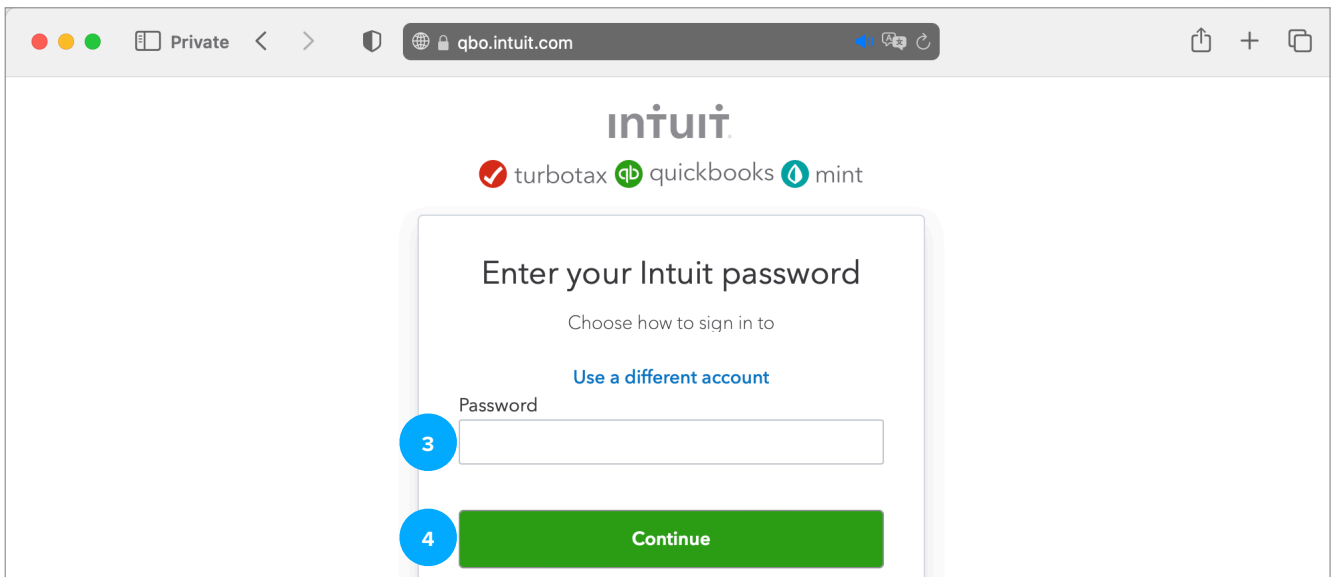 Private
qbo.intuit.com
intuit
turbotax qb quickbooks mint
Enter your Intuit password
Choose how to sign in to
Use a different account
Password
3
4 Continue